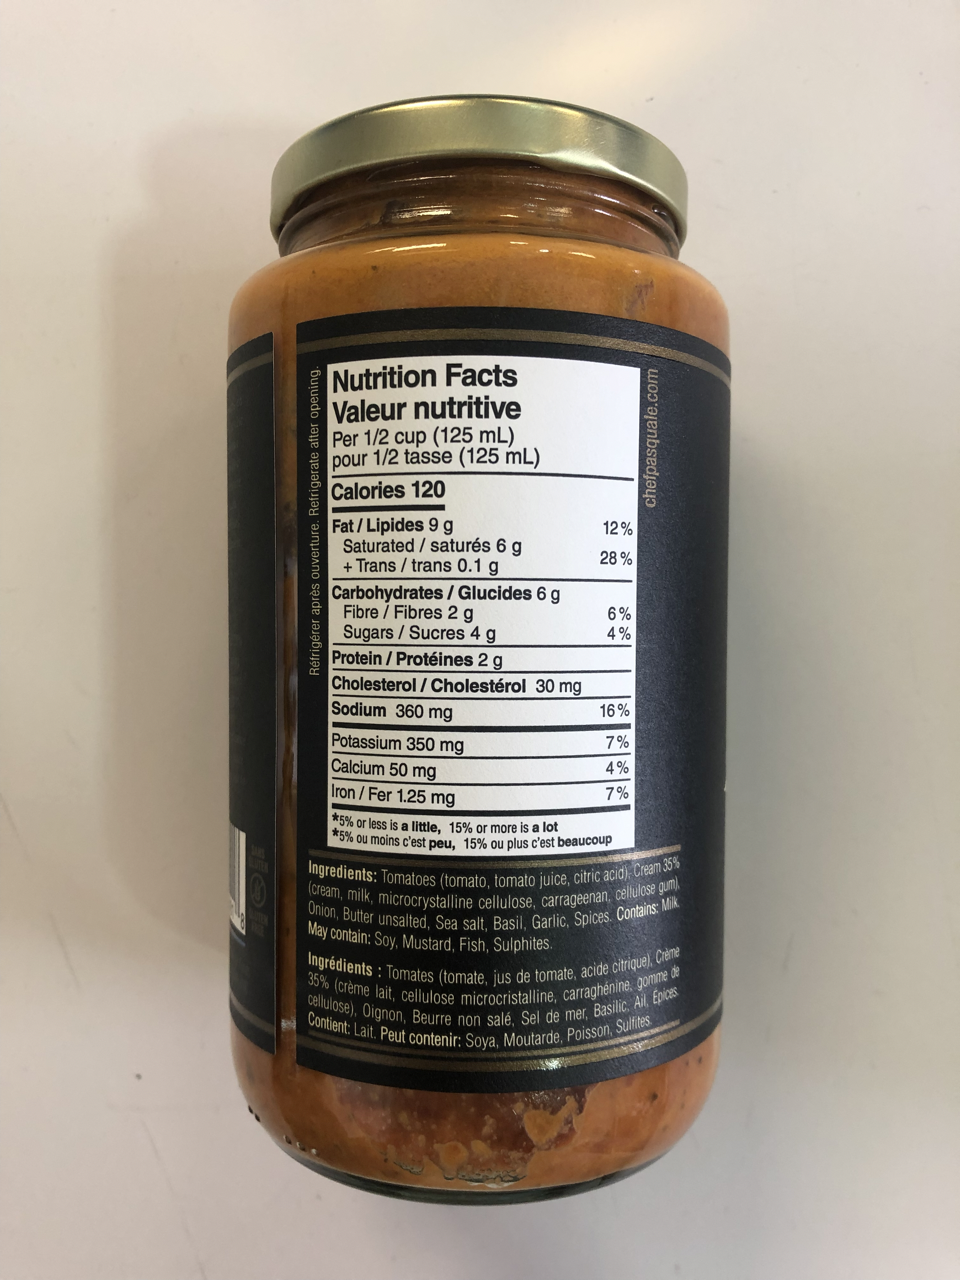 Réfrigérer après ouverture. Refrigerate after opening.
Nutrition Facts
Valeur nutritive
Per 1/2 cup (125 mL)
pour 1/2 tasse (125 mL)
Calories 120
Fat / Lipides 9 g 12 %
Saturated / saturés 6 g
+ Trans / trans 0.1 g 28 %
Carbohydrates / Glucides 6 g
Fibre / Fibres 2 g 6 %
Sugars / Sucres 4 g 4 %
Protein / Protéines 2 g
Cholesterol / Cholestérol 30 mg
Sodium 360 mg 16 %
Potassium 350 mg 7 %
Calcium 50 mg 4 %
Iron / Fer 1.25 mg 7 %
*5% or less is a little, 15% or more is a lot
*5% ou moins c'est peu, 15% ou plus c'est beaucoup
chefpasquale.com
Ingredients: Tomatoes (tomato, tomato juice, citric acid), Cream 35%
(cream, milk, microcrystalline cellulose, carrageenan, cellulose gum),
Onion, Butter unsalted, Sea salt, Basil, Garlic, Spices. Contains: Milk.
May contain: Soy, Mustard, Fish, Sulphites.
Ingrédients : Tomates (tomate, jus de tomate, acide citrique), Crème
35% (crème lait, cellulose microcristalline, carraghénine, gomme de
cellulose), Oignon, Beurre non salé, Sel de mer, Basilic, Ail, Épices.
Contient: Lait. Peut contenir: Soya, Moutarde, Poisson, Sulfites.
8